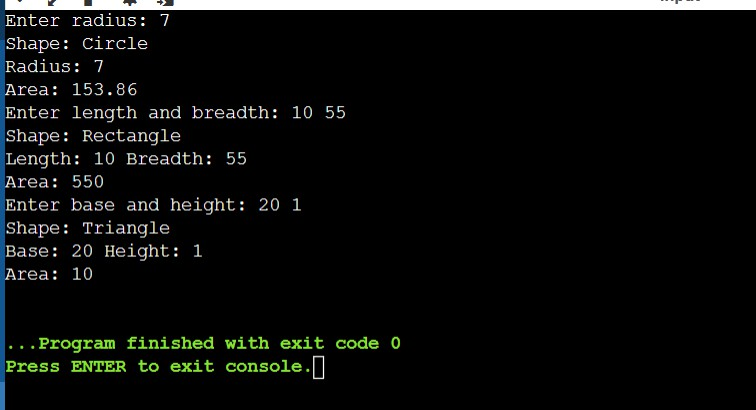 Enter radius: 7
Shape: Circle
Radius: 7
Area: 153.86
Enter length and breadth: 10 55
Shape: Rectangle
Length: 10 Breadth: 55
Area: 550
Enter base and height: 20 1
Shape: Triangle
Base: 20 Height: 1
Area: 10
...Program finished with exit code 0
Press ENTER to exit console.